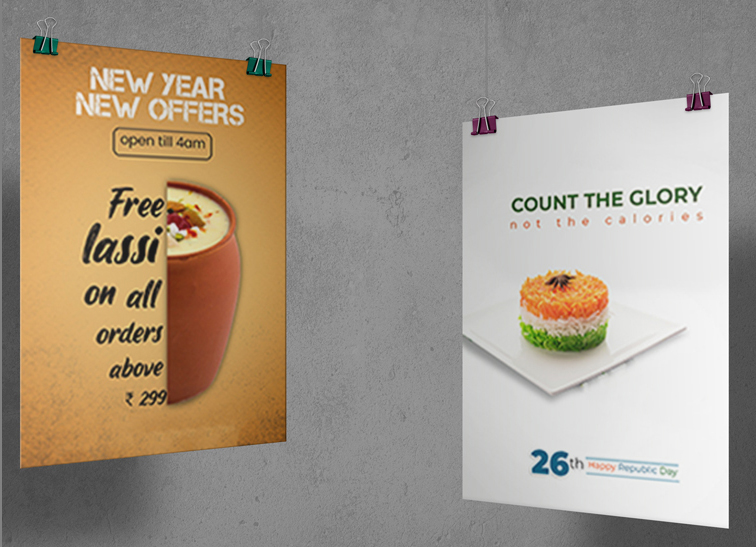 NEW YEAR
NEW OFFERS
open till 4am
Free
lassi
on all
orders
above
₹ 299
COUNT THE GLORY
not the calories
26th Happy Republic Day